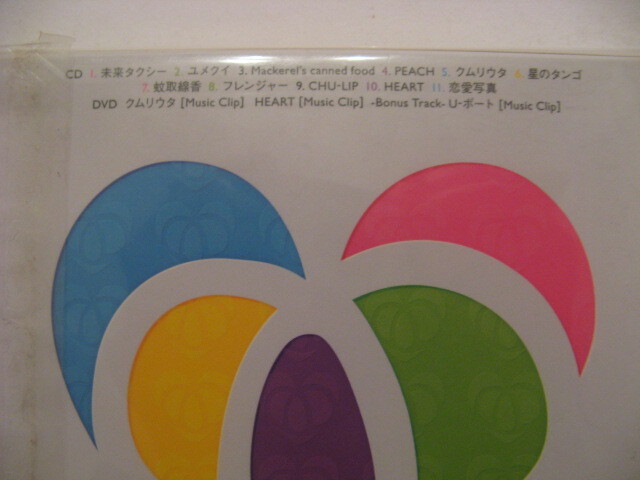 CD 1. 未来タクシー 2. ユメクイ 3. Mackerel's canned food 4. PEACH 5. クムリウタ 6. 星のタンゴ
7. 蚊取線香 8. フレンジャー 9. CHU-LIP 10. HEART 11. 恋愛写真
DVD クムリウタ [Music Clip] HEART [Music Clip] -Bonus Track- U-ボート [Music Clip]